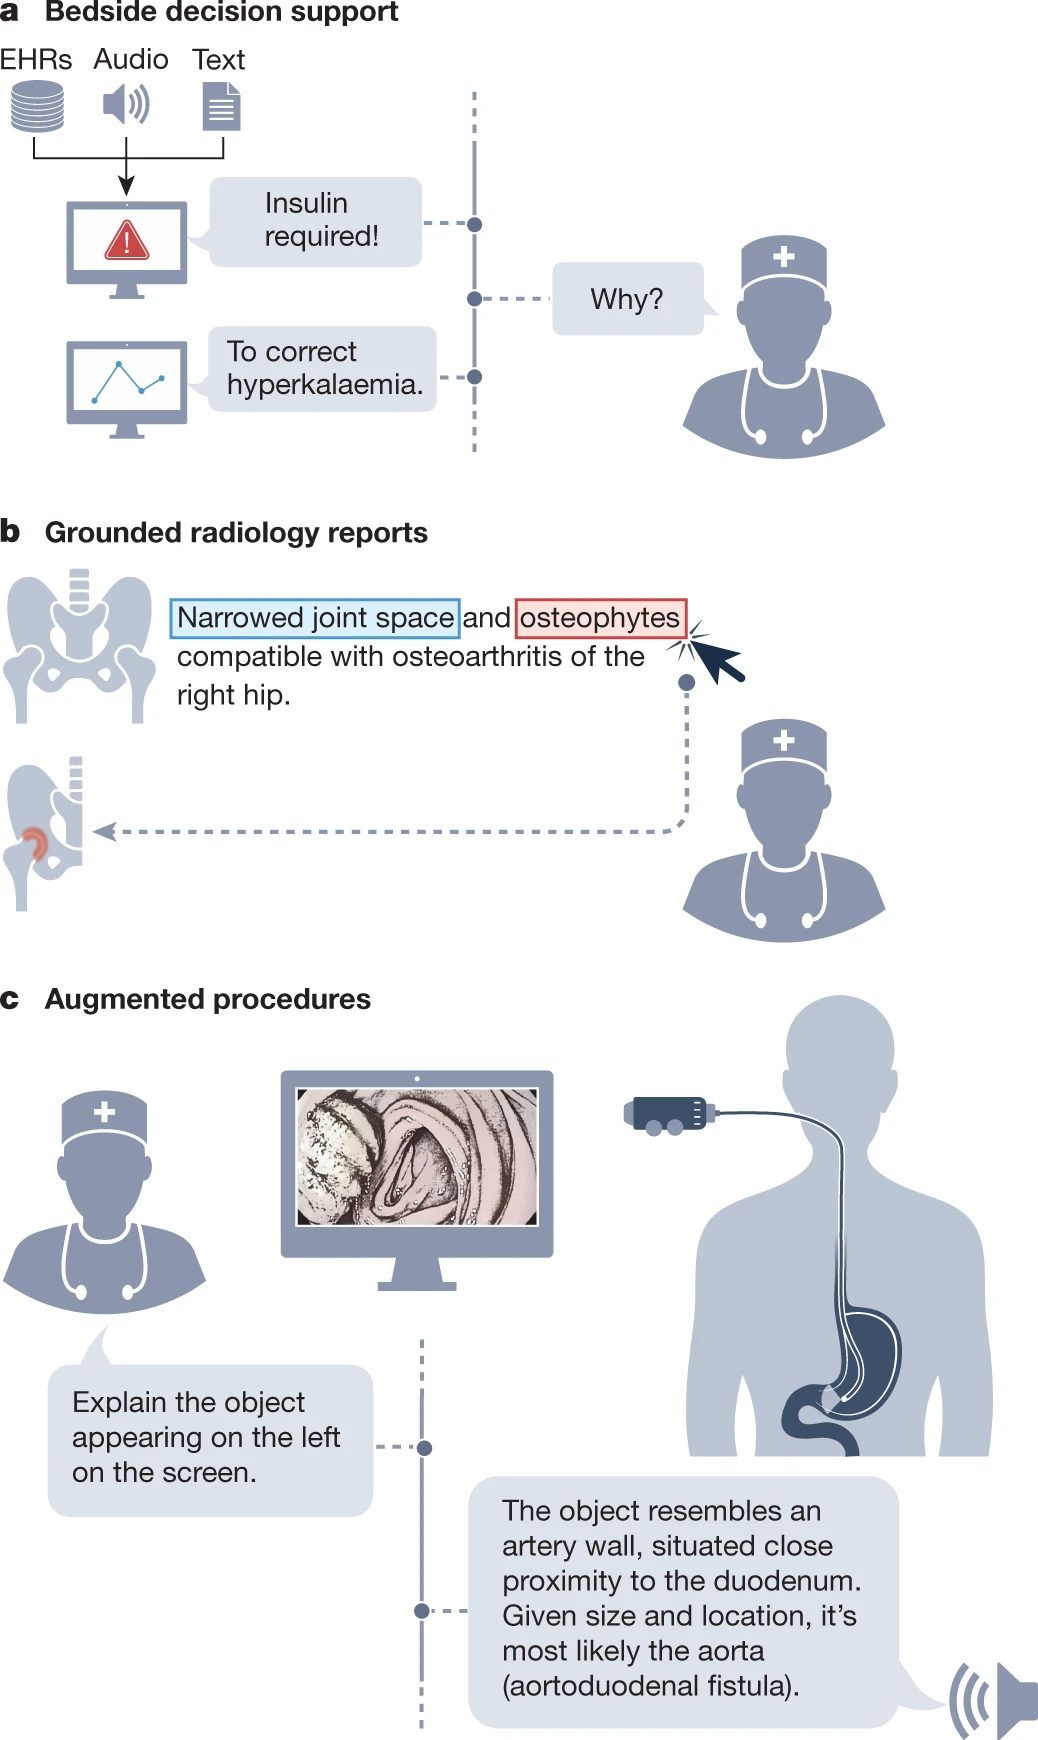 a Bedside decision support
EHRs Audio Text
Insulin
required!
Why?
To correct
hyperkalaemia.
b Grounded radiology reports
Narrowed joint space and osteophytes
compatible with osteoarthritis of the
right hip.
c Augmented procedures
Explain the object
appearing on the left
on the screen.
The object resembles an
artery wall, situated close
proximity to the duodenum.
Given size and location, it's
most likely the aorta
(aortoduodenal fistula).